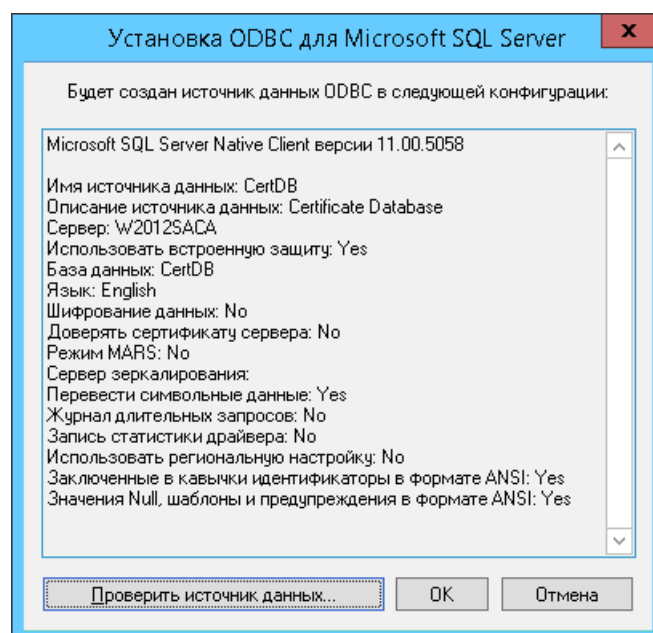 Установка ODBC для Microsoft SQL Server
x
Будет создан источник данных ODBC в следующей конфигурации:
Microsoft SQL Server Native Client версии 11.00.5058
Имя источника данных: CertDB
Описание источника данных: Certificate Database
Сервер: W2012SACA
Использовать встроенную защиту: Yes
База данных: CertDB
Язык: English
Шифрование данных: No
Доверять сертификату сервера: No
Режим MARS: No
Сервер зеркалирования:
Перевести символьные данные: Yes
Журнал длительных запросов: No
Запись статистики драйвера: No
Использовать региональную настройку: No
Заключенные в кавычки идентификаторы в формате ANSI: Yes
Значения Null, шаблоны и предупреждения в формате ANSI: Yes
Проверить источник данных... OK Отмена